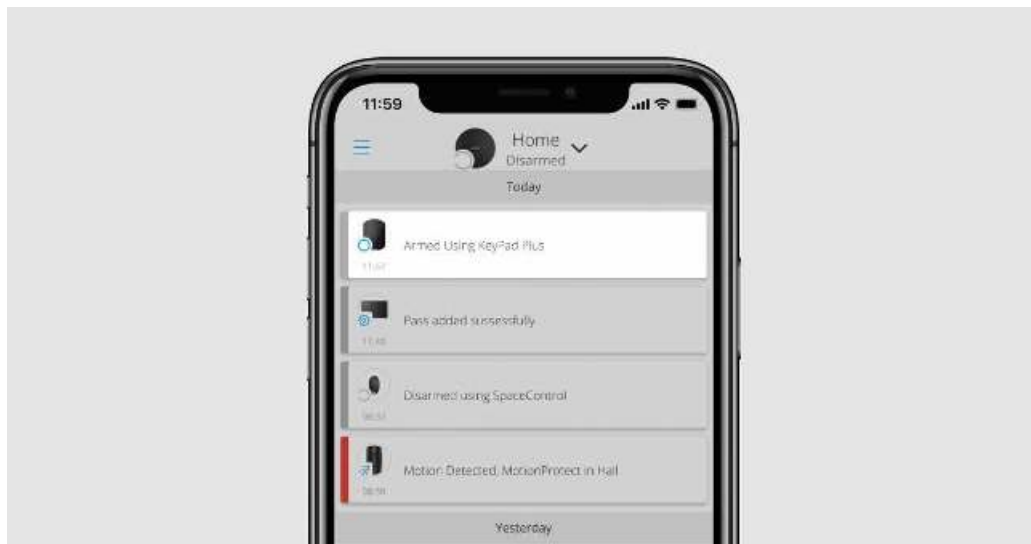 11:59
Home
Disarmed
Today
Armed Using KeyPad Plus
Pass added sussessfully
Disarmed using SpaceControl
Motion Detected, MotionProtect in Hall
Yesterday